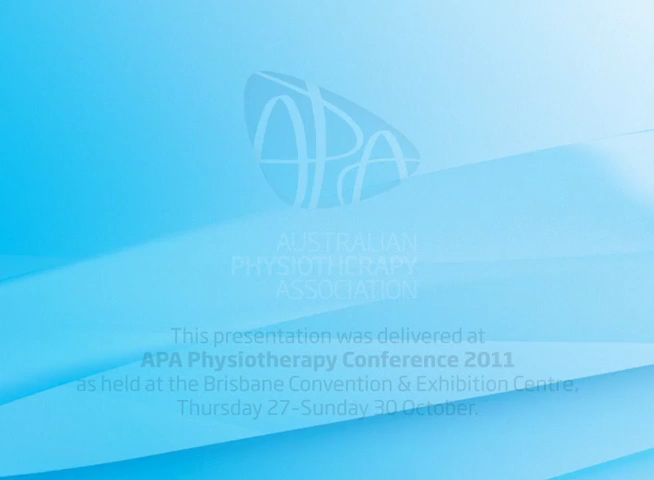 APA
AUSTRALIAN
PHYSIOTHERAPY
ASSOCIATION
This presentation was delivered at
APA Physiotherapy Conference 2011
as held at the Brisbane Convention & Exhibition Centre,
Thursday 27-Sunday 30 October.